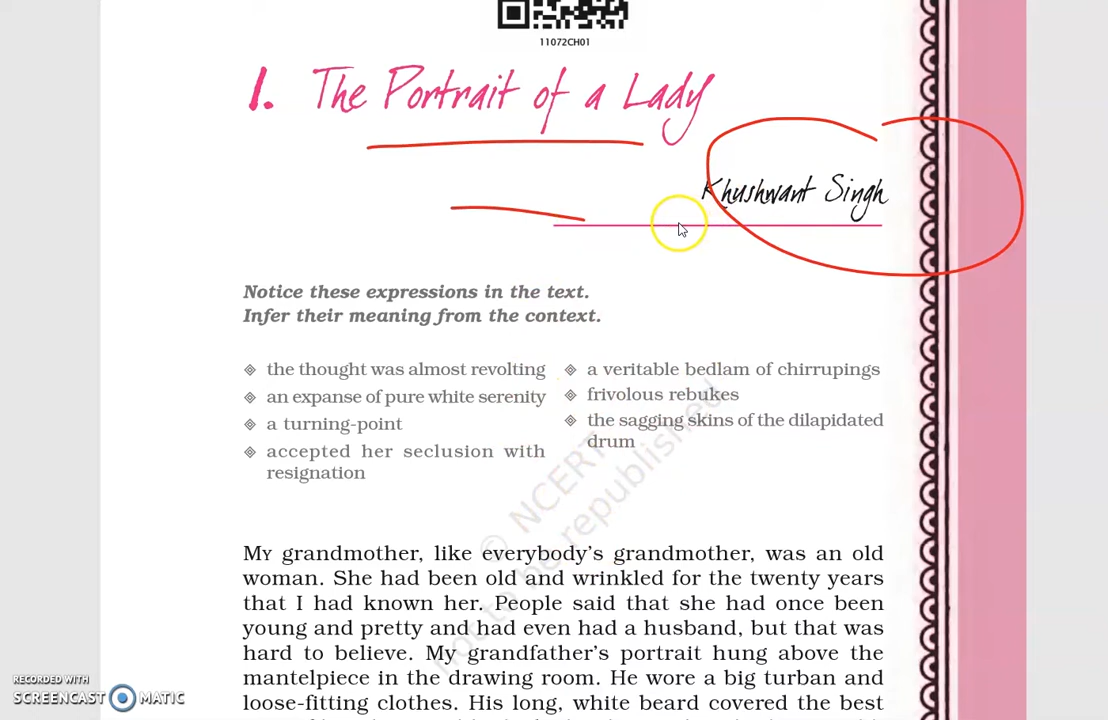 11072CH01
1. The Portrait of a Lady
Khushwant Singh
Notice these expressions in the text.
Infer their meaning from the context.
the thought was almost revolting
an expanse of pure white serenity
a turning-point
accepted her seclusion with
resignation
a veritable bedlam of chirrupings
frivolous rebukes
the sagging skins of the dilapidated
drum
© NCERT
not to be republished
MY grandmother, like everybody's grandmother, was an old
woman. She had been old and wrinkled for the twenty years
that I had known her. People said that she had once been
young and pretty and had even had a husband, but that was
hard to believe. My grandfather's portrait hung above the
mantelpiece in the drawing room. He wore a big turban and
loose-fitting clothes. His long, white beard covered the best
RECORDED WITH
SCREENCAST MATIC